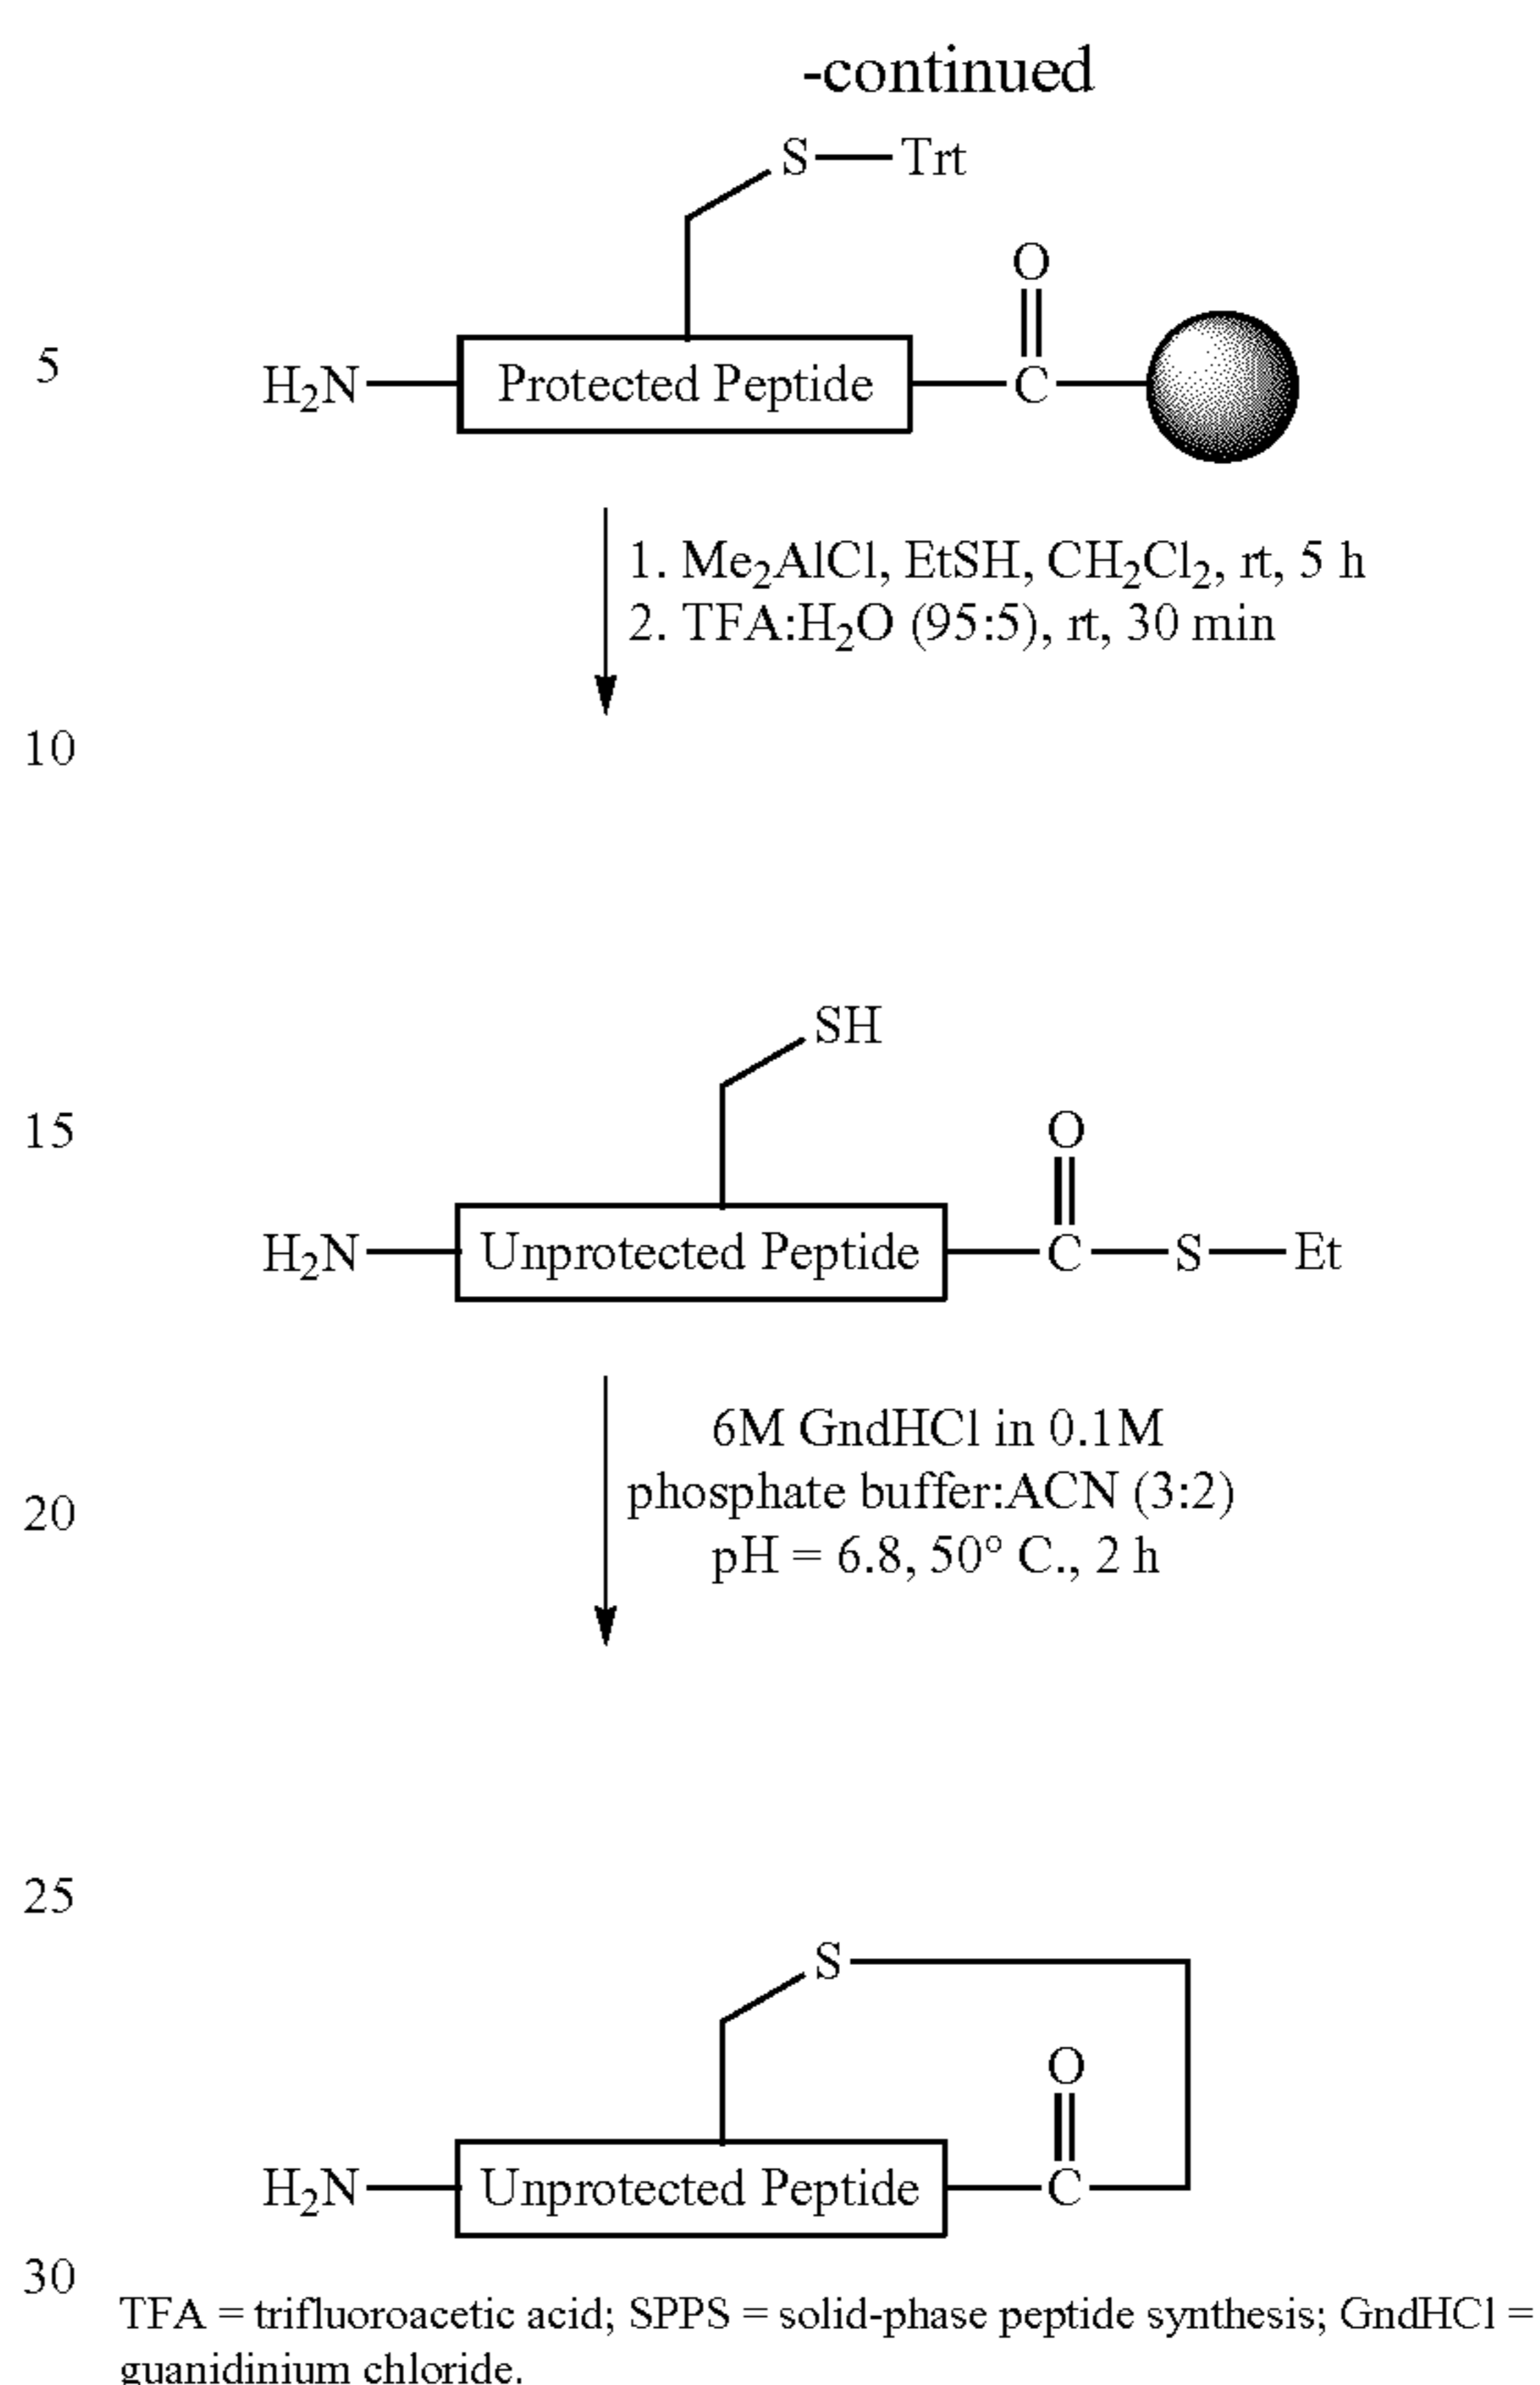 -continued
S—Trt
O
5
H2N
Protected Peptide
C
1. Me2AlCl, EtSH, CH2Cl2, rt, 5 h
2. TFA:H2O (95:5), rt, 30 min
10
SH
15
O
H2N
Unprotected Peptide
C—S—Et
6M GndHCl in 0.1M
phosphate buffer:ACN (3:2)
20
pH = 6.8, 50° C., 2 h
25
S
O
H2N
Unprotected Peptide
C
30
TFA = trifluoroacetic acid; SPPS = solid-phase peptide synthesis; GndHCl =
guanidinium chloride.